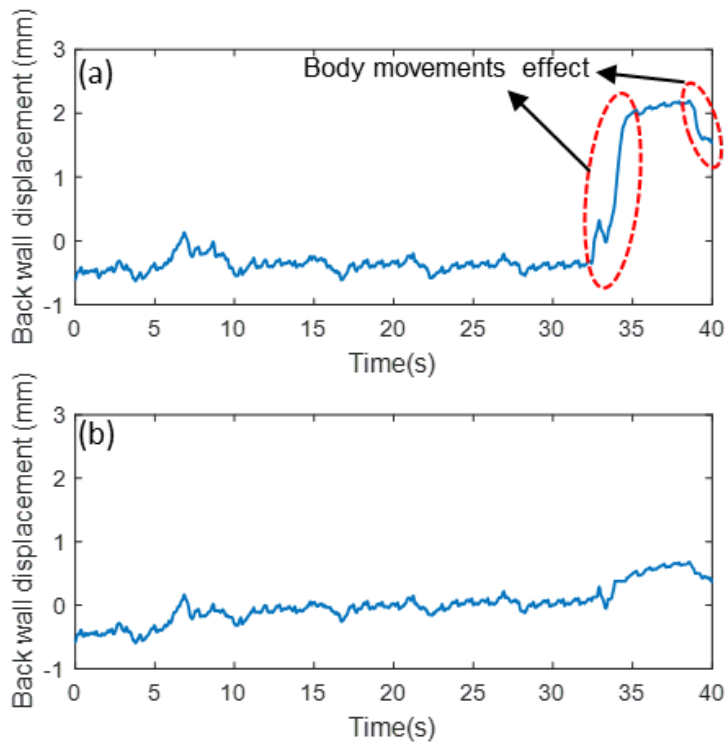 (a)
Body movements effect
Back wall displacement (mm)
3
2
1
0
-1
0 5 10 15 20 25 30 35 40
Time(s)
(b)
Back wall displacement (mm)
3
2
1
0
-1
0 5 10 15 20 25 30 35 40
Time(s)